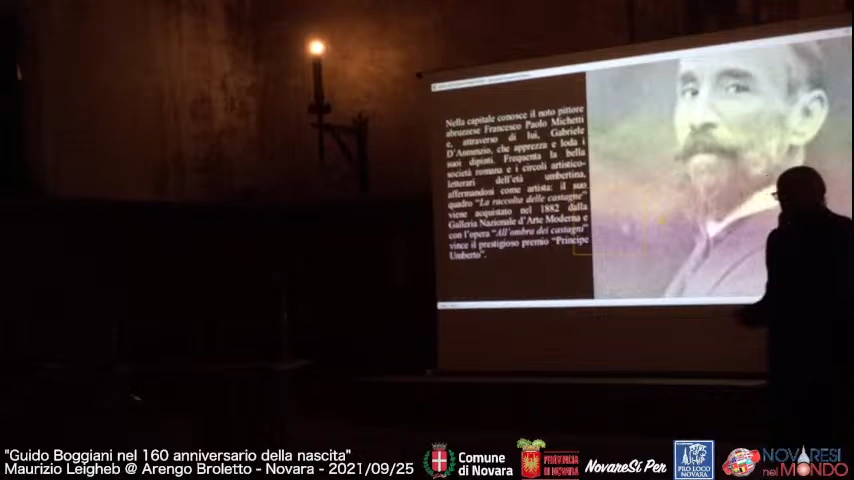 Nella capitale conosce il noto pittore
abruzzese Francesco Paolo Michetti
e, attraverso di lui, Gabriele
D'Annunzio, che apprezza e loda i
suoi dipinti. Frequenta la bella
società romana e i circoli artistico-
letterari dell'età umbertina,
affermandosi come artista: il suo
quadro "La raccolta delle castagne"
viene acquistato nel 1882 dalla
Galleria Nazionale d'Arte Moderna e
con l'opera "All'ombra dei castagni"
vince il prestigioso premio "Principe
Umberto".
"Guido Boggiani nel 160 anniversario della nascita"
Maurizio Leigheb @ Arengo Broletto - Novara - 2021/09/25
Comune
di Novara
PROVINCIA
DI NOVARA
NovareSi Per
PRO LOCO
NOVARA
NOVARESI
nel MONDO